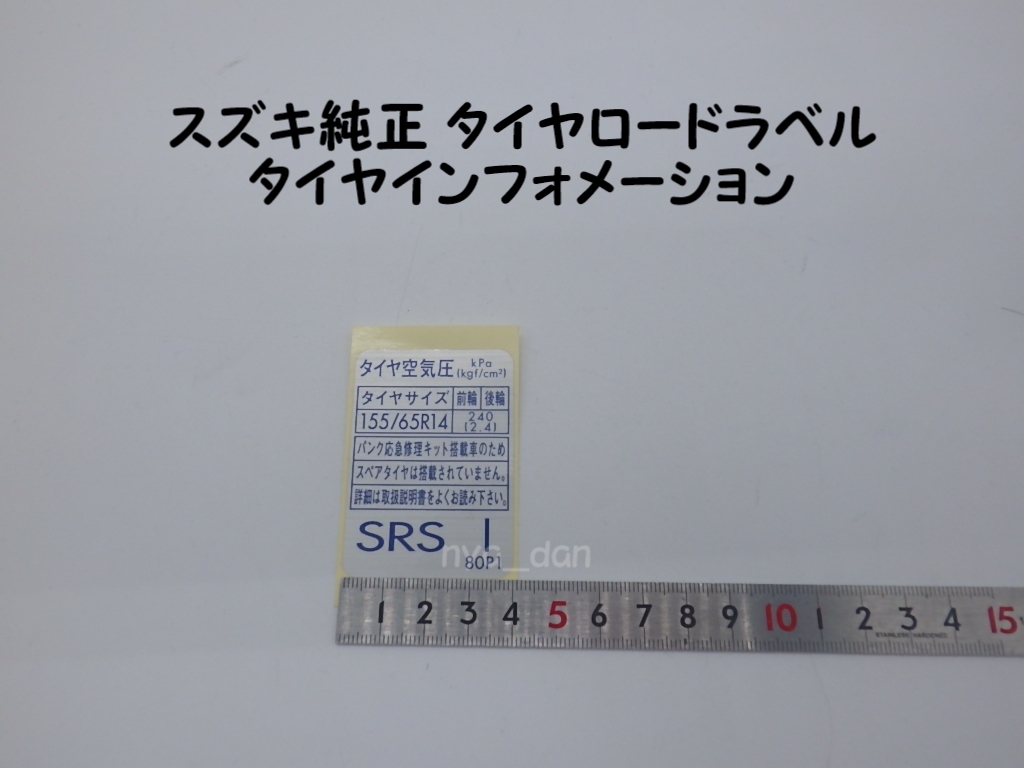 スズキ純正 タイヤロードラベル
タイヤインフォメーション
タイヤ空気圧 kPa (kgf/cm²)
タイヤサイズ 前輪 後輪
155/65R14 240 (2.4)
パンク応急修理キット搭載車のため
スペアタイヤは搭載されていません。
詳細は取扱説明書をよくお読み下さい。
SRS I
80P1
nys_dan
1 2 3 4 5 6 7 8 9 10 1 2 3 4 15
STAINLESS HARDENED